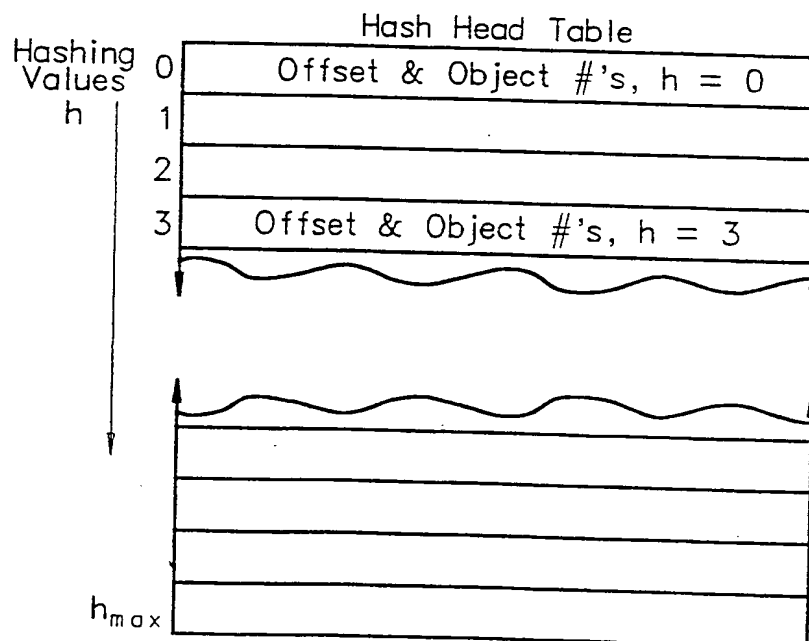 Hash Head Table
Hashing
Values
h
0
Offset & Object #'s, h = 0
1
2
3
Offset & Object #'s, h = 3
hmax